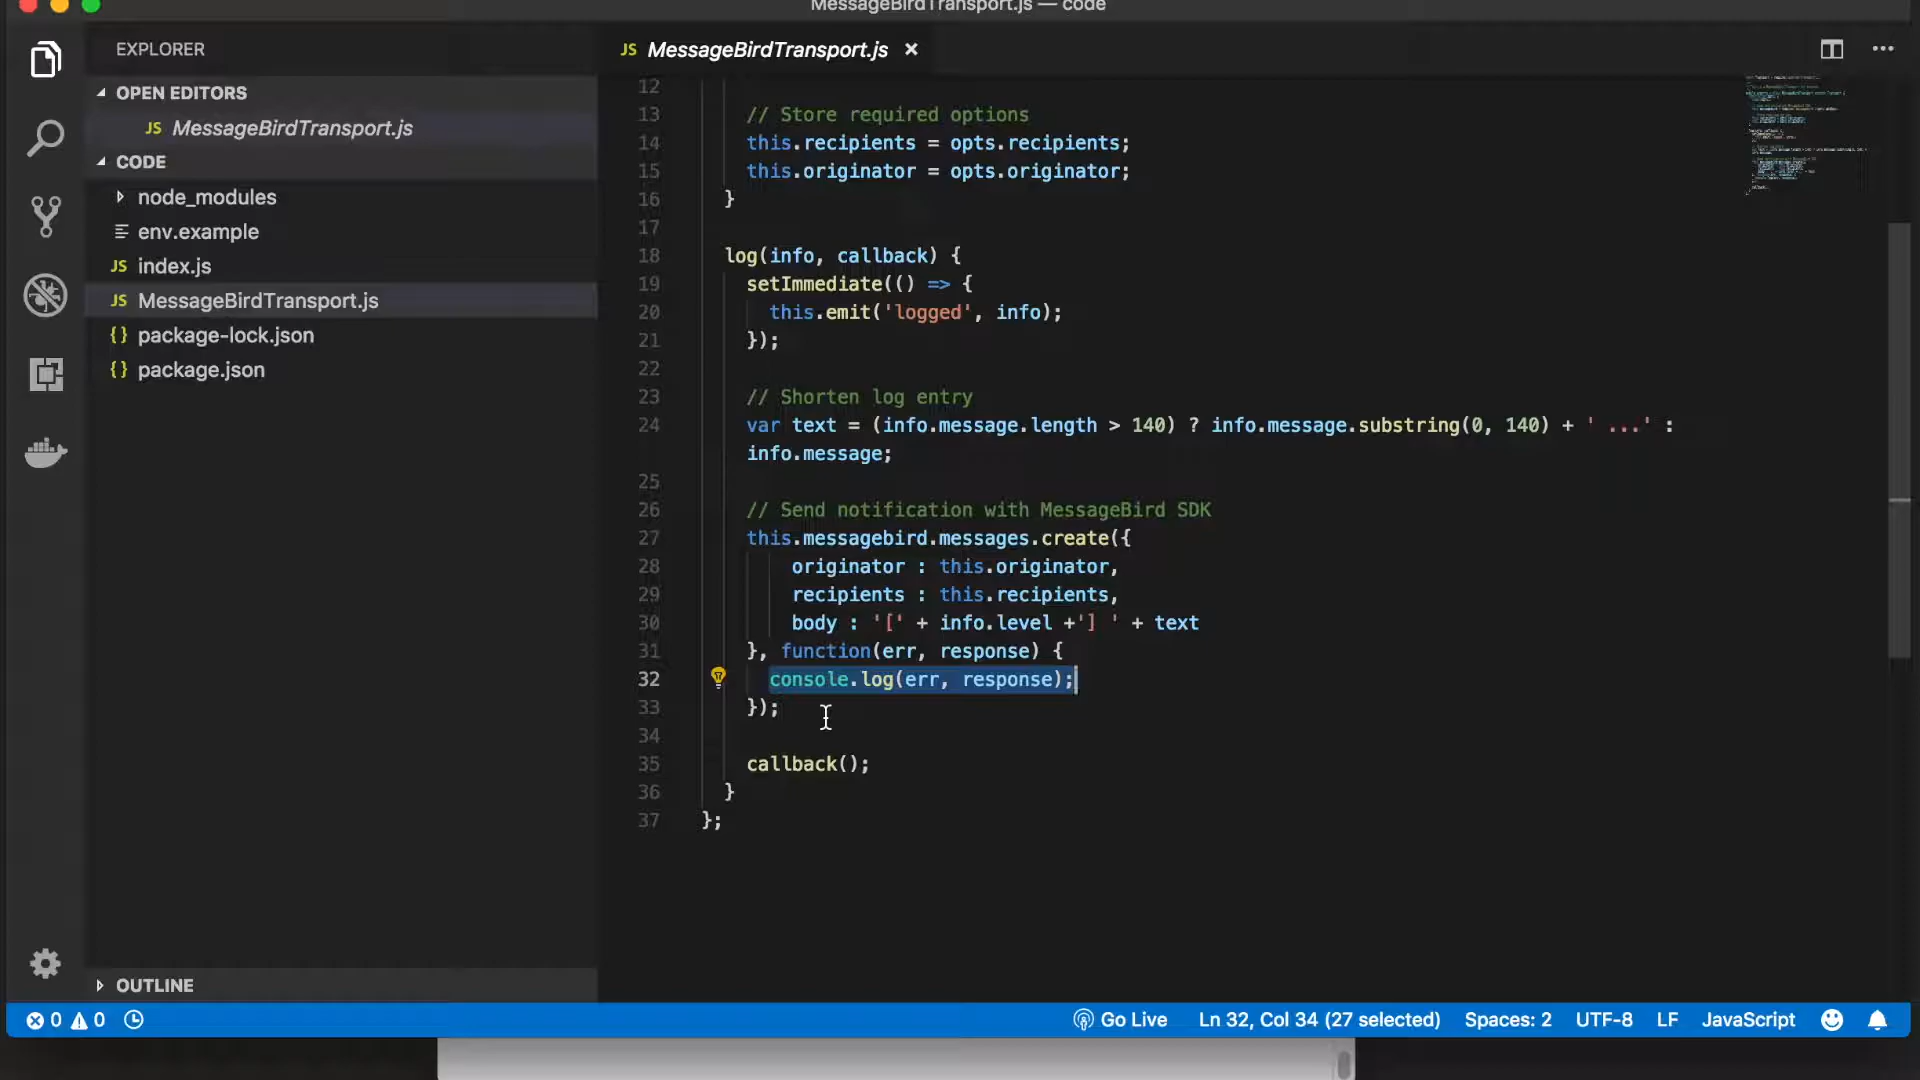 MessageBirdTransport.js — code
EXPLORER
OPEN EDITORS
JS MessageBirdTransport.js
CODE
node_modules
env.example
JS index.js
JS MessageBirdTransport.js
{} package-lock.json
{} package.json
OUTLINE
JS MessageBirdTransport.js ×
12
13 // Store required options
14 this.recipients = opts.recipients;
15 this.originator = opts.originator;
16 }
17
18 log(info, callback) {
19 setImmediate(() => {
20 this.emit('logged', info);
21 });
22
23 // Shorten log entry
24 var text = (info.message.length > 140) ? info.message.substring(0, 140) + ' ...' :
info.message;
25
26 // Send notification with MessageBird SDK
27 this.messagebird.messages.create({
28 originator : this.originator,
29 recipients : this.recipients,
30 body : '[' + info.level +'] ' + text
31 }, function(err, response) {
32 console.log(err, response);
33 });
34
35 callback();
36 }
37 };
0 0 Go Live Ln 32, Col 34 (27 selected) Spaces: 2 UTF-8 LF JavaScript